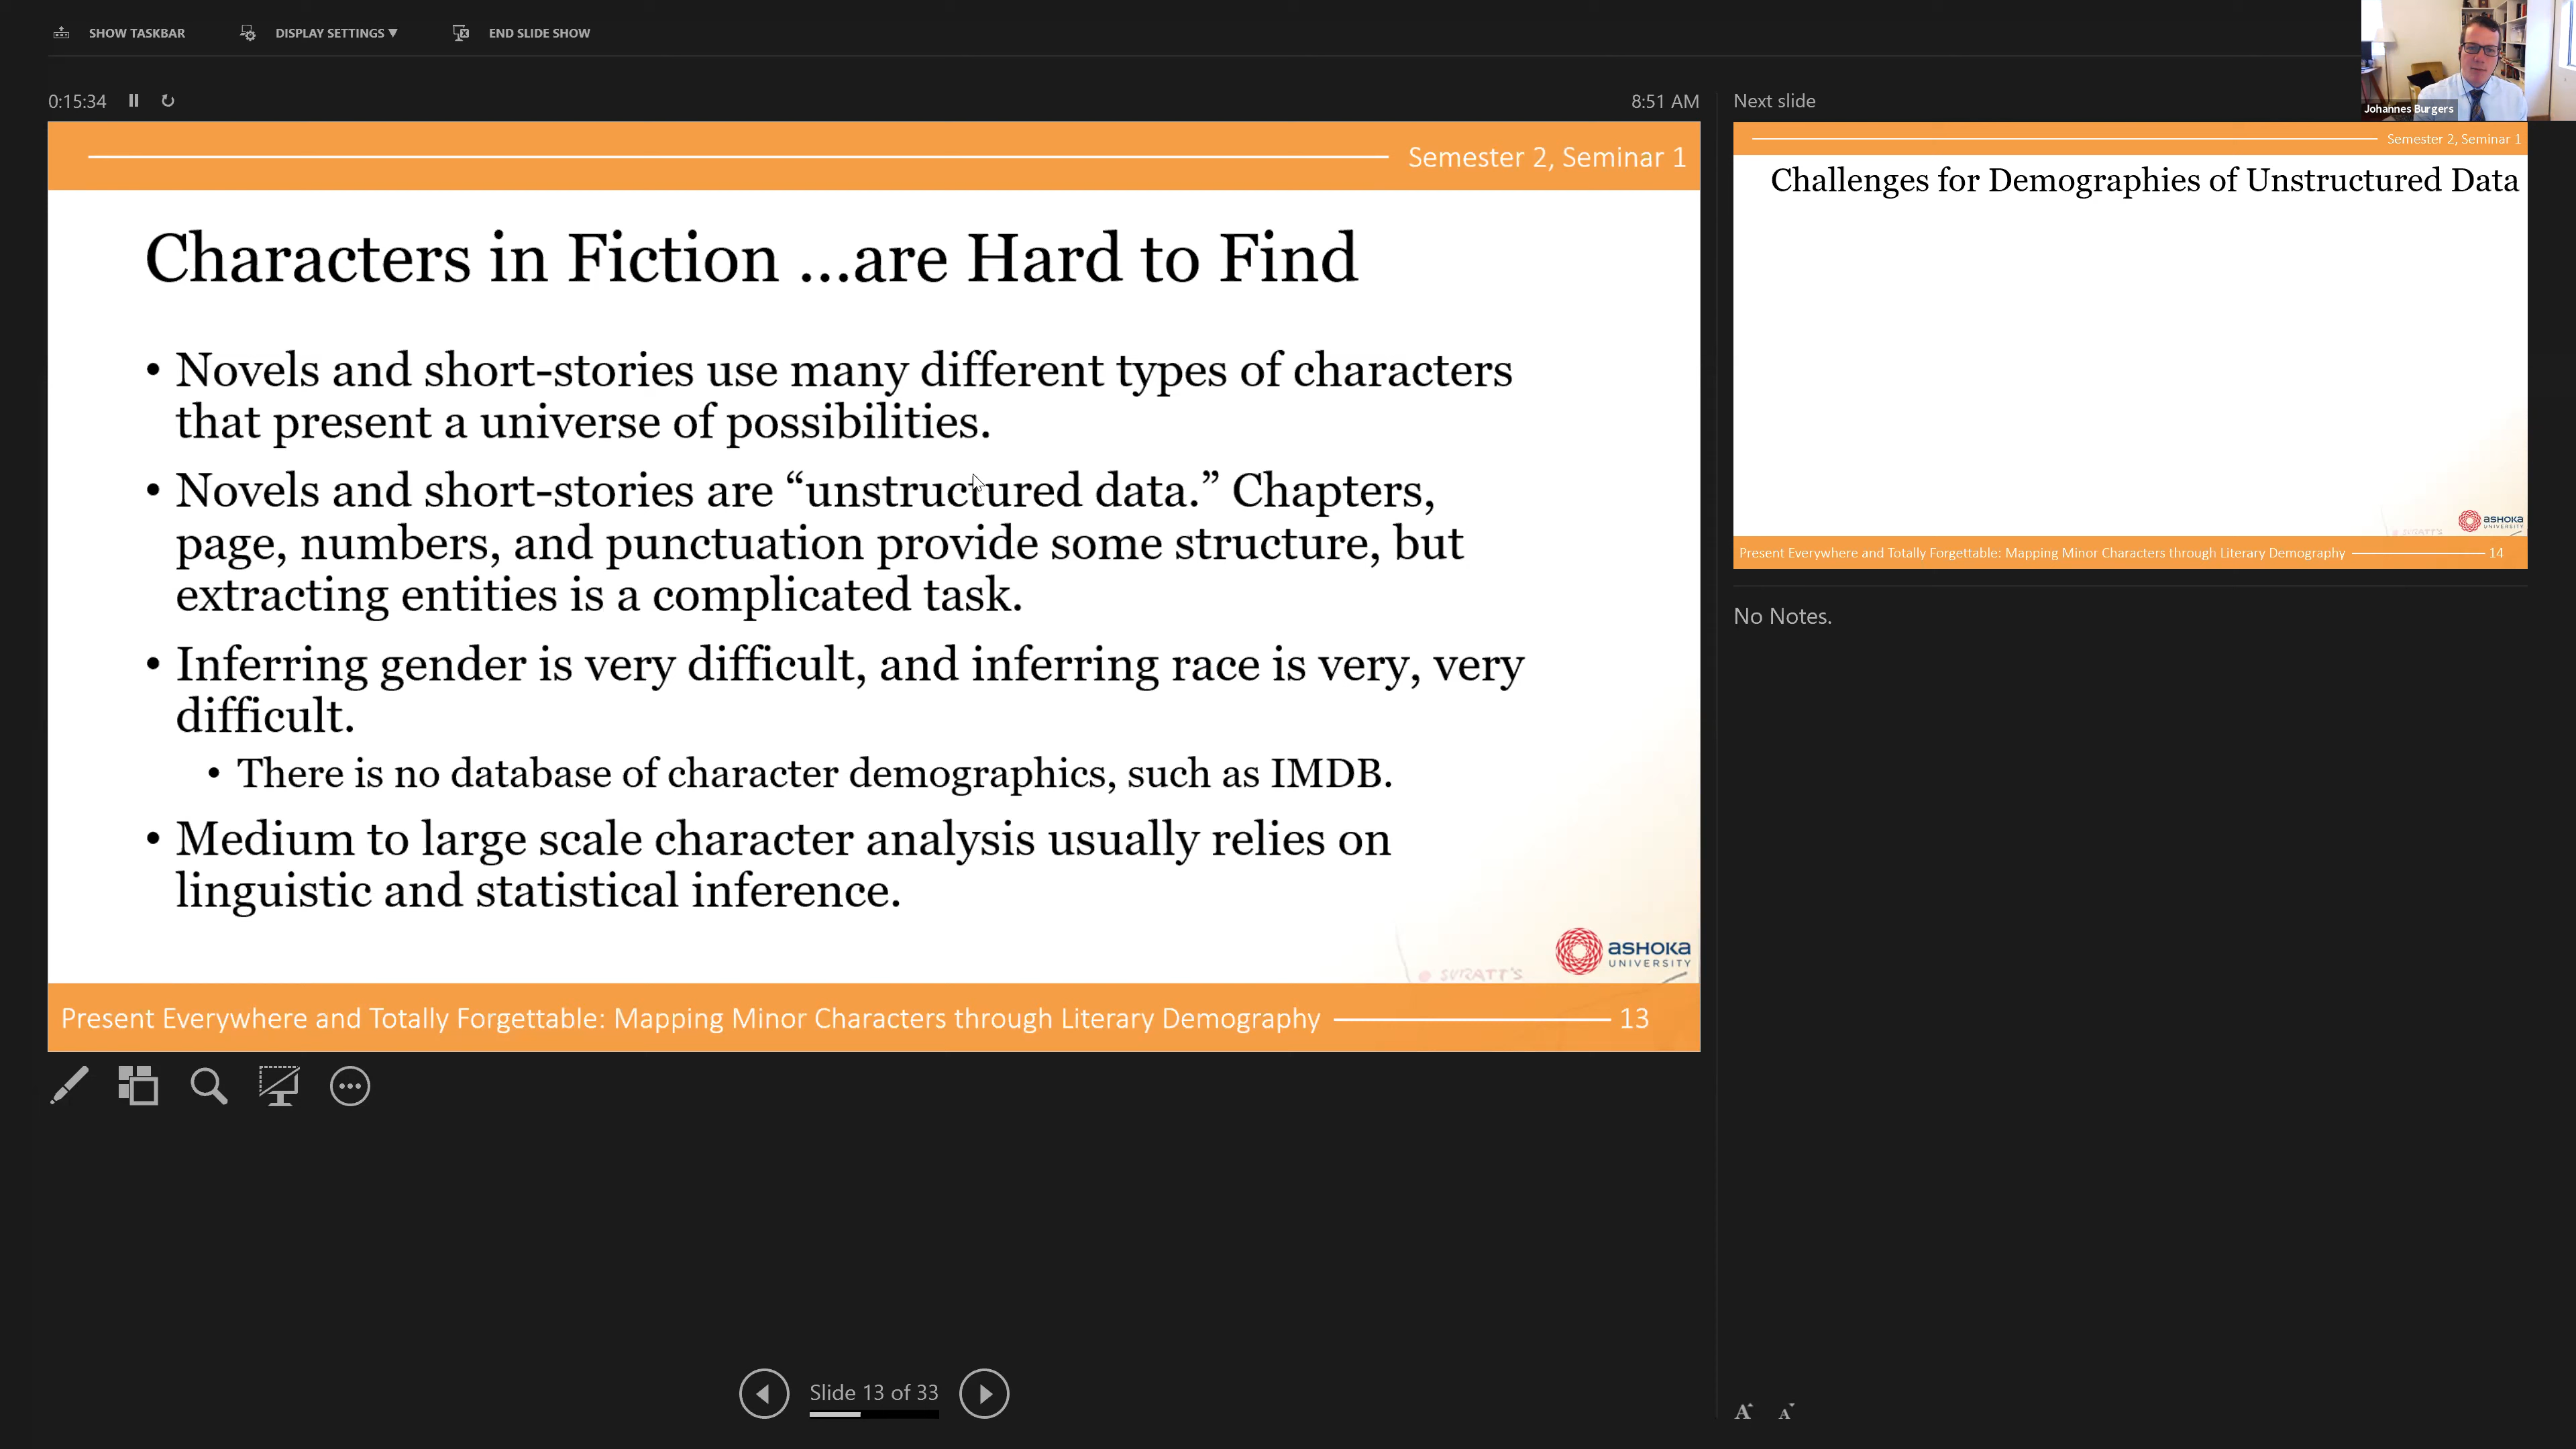 SHOW TASKBAR
DISPLAY SETTINGS ▼
END SLIDE SHOW
0:15:34
8:51 AM
Semester 2, Seminar 1
Characters in Fiction ...are Hard to Find
• Novels and short-stories use many different types of characters
that present a universe of possibilities.
• Novels and short-stories are “unstructured data.” Chapters,
page, numbers, and punctuation provide some structure, but
extracting entities is a complicated task.
• Inferring gender is very difficult, and inferring race is very, very
difficult.
• There is no database of character demographics, such as IMDB.
• Medium to large scale character analysis usually relies on
linguistic and statistical inference.
SURATT'S
ASHOKA
UNIVERSITY
Present Everywhere and Totally Forgettable: Mapping Minor Characters through Literary Demography 13
Slide 13 of 33
Next slide
Johannes Burgers
Semester 2, Seminar 1
Challenges for Demographies of Unstructured Data
SURATT'S
ASHOKA
UNIVERSITY
Present Everywhere and Totally Forgettable: Mapping Minor Characters through Literary Demography 14
No Notes.
A A